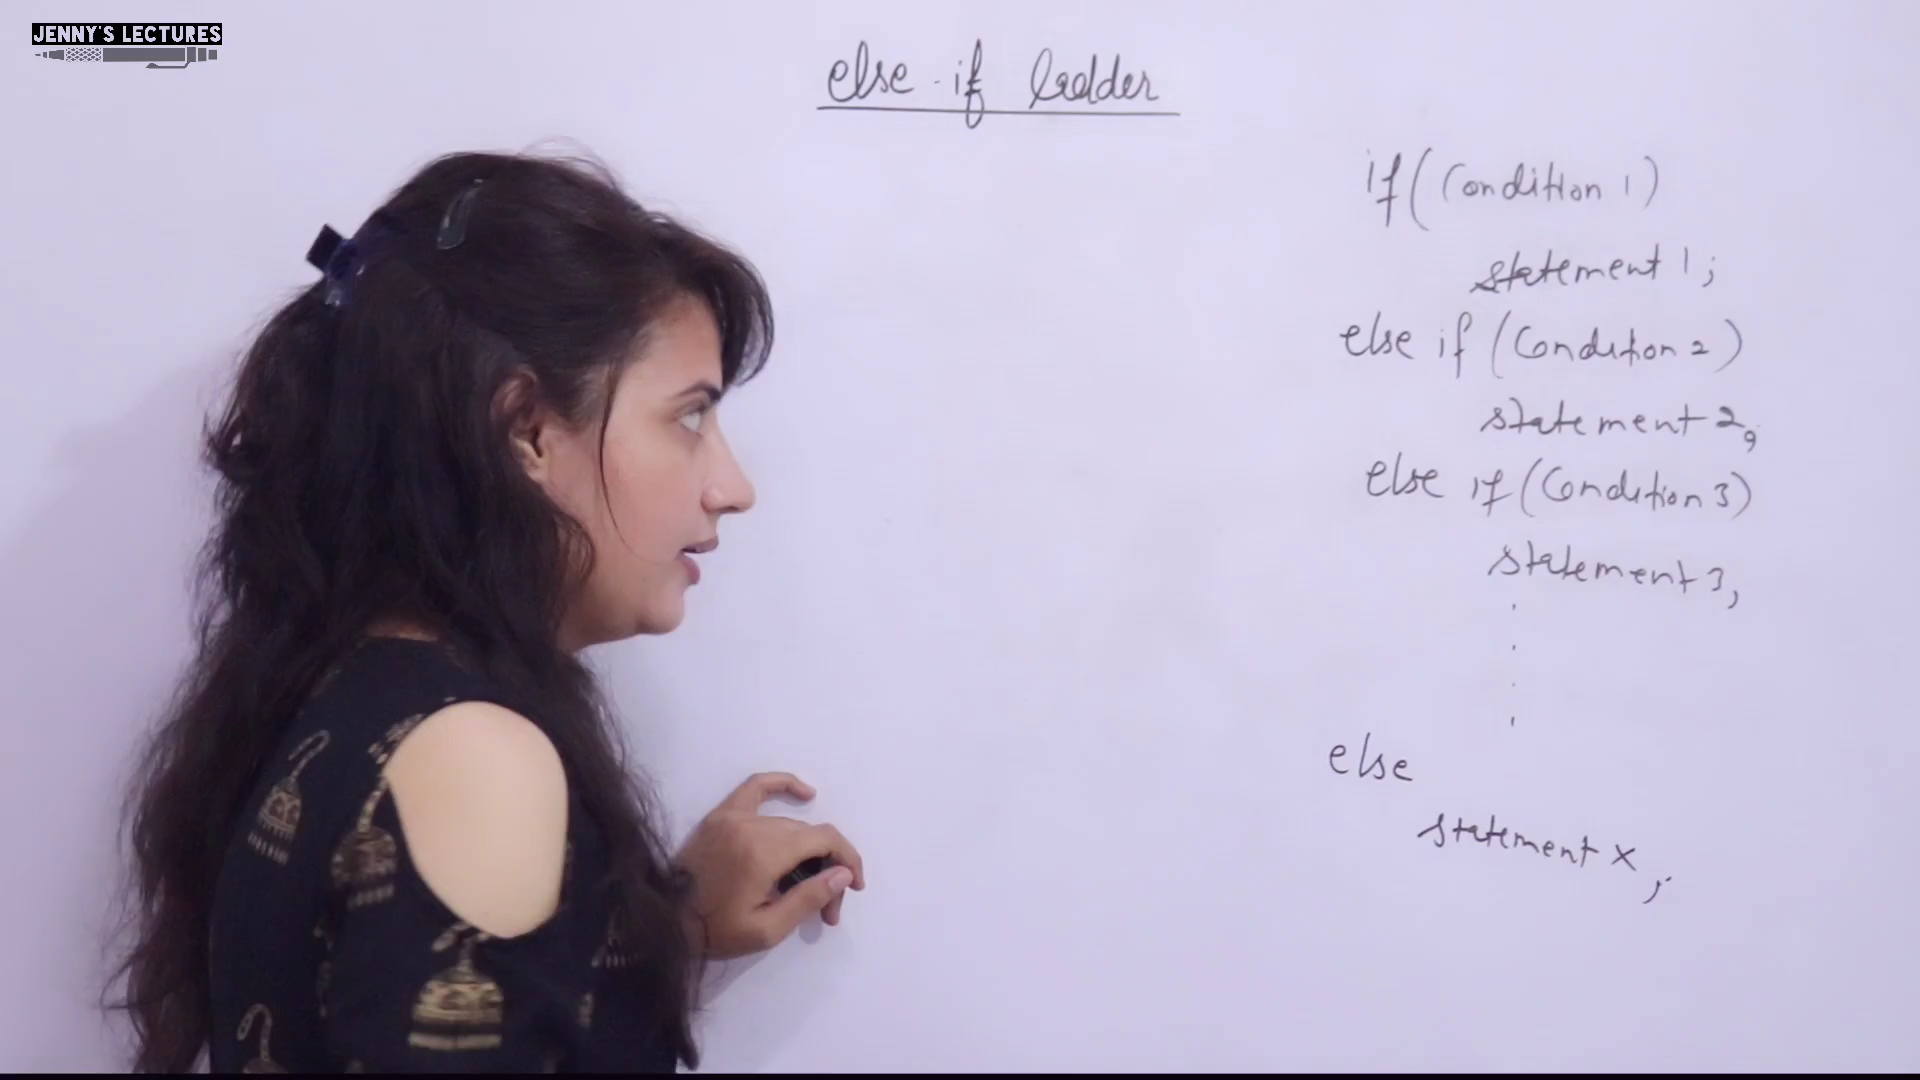 JENNY'S LECTURES
else-if ladder
if (Condition 1)
statement 1;
else if (Condition 2)
statement 2;
else if (Condition 3)
statement 3;
.
.
.
.
else
statement x;